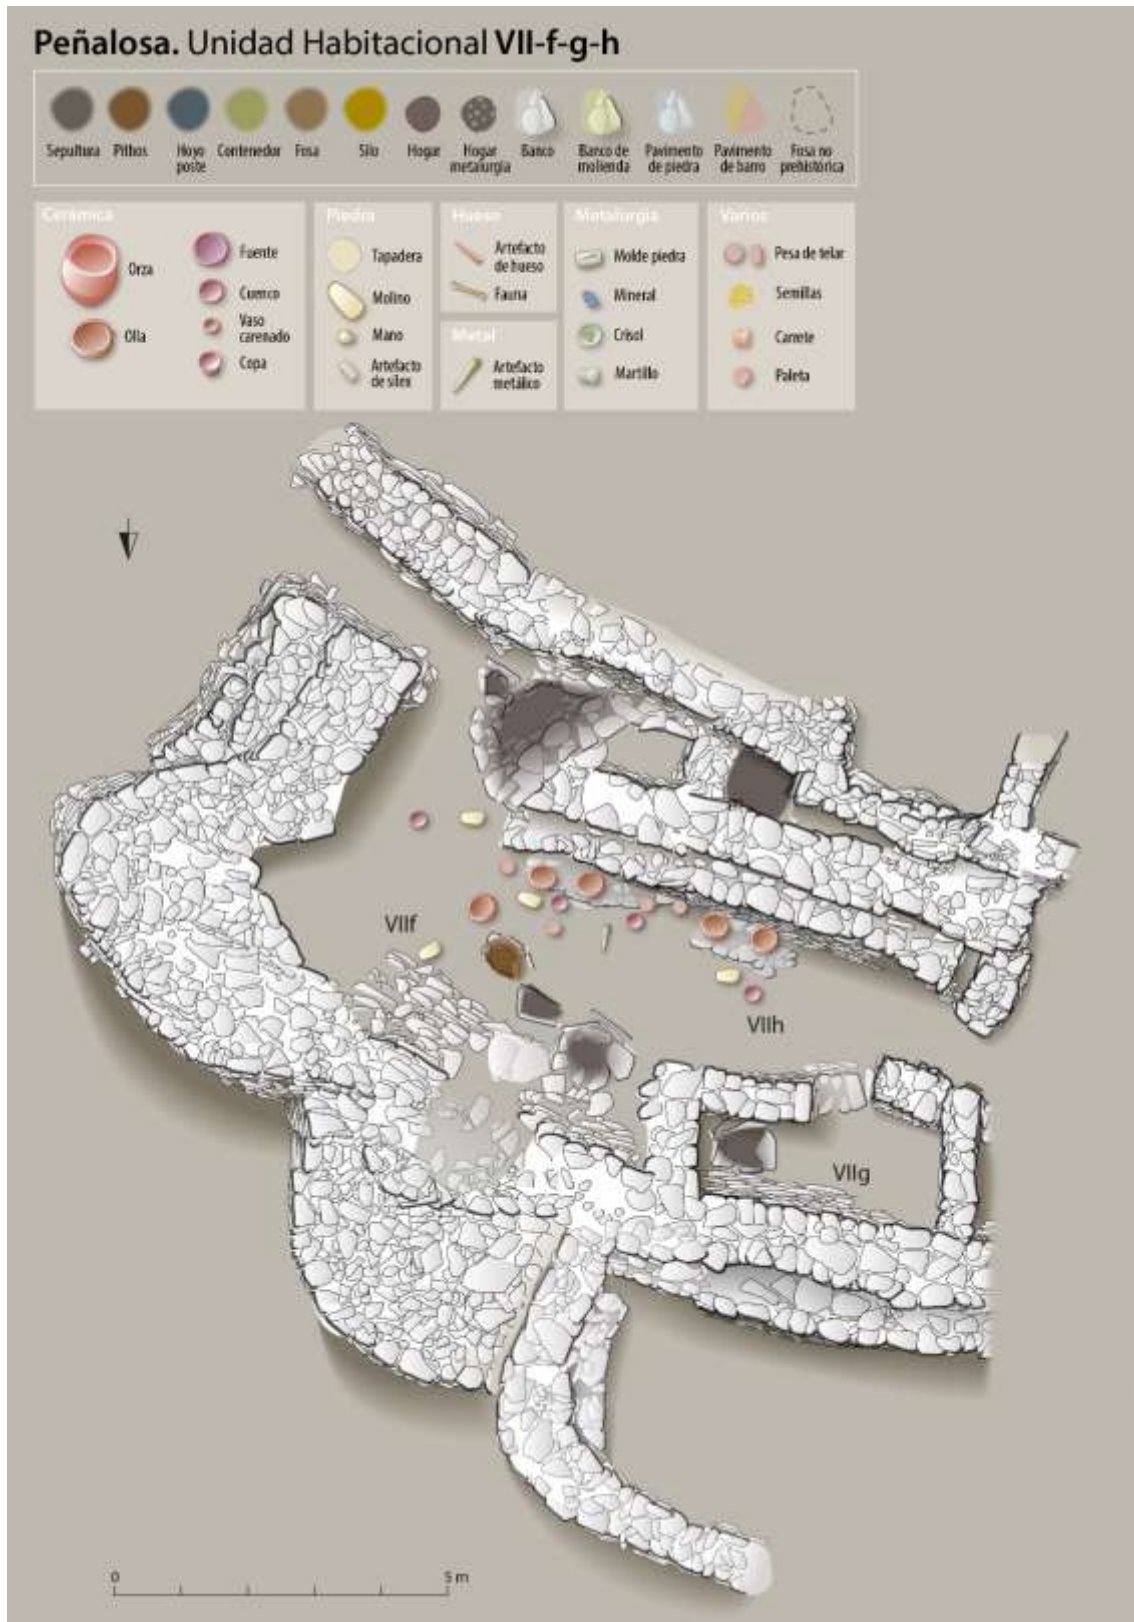 Peñalosa. Unidad Habitacional VII-f-g-h
Sepultura
Pithos
Hoyo
poste
Contenedor
Fosa
Silo
Hogar
Hogar
metalurgia
Banco
Banco de
molienda
Pavimento
de piedra
Pavimento
de barro
Fosa no
prehistórica
Cerámica
Orza
Olla
Fuente
Cuenco
Vaso
carenado
Copa
Piedra
Tapadera
Molino
Mano
Artefacto
de sílex
Hueso
Artefacto
de hueso
Fauna
Metal
Artefacto
metálico
Metalurgia
Molde piedra
Mineral
Crisol
Martillo
Varios
Pesa de telar
Semillas
Carrete
Paleta
VIIf
VIIh
VIIg
0
5 m